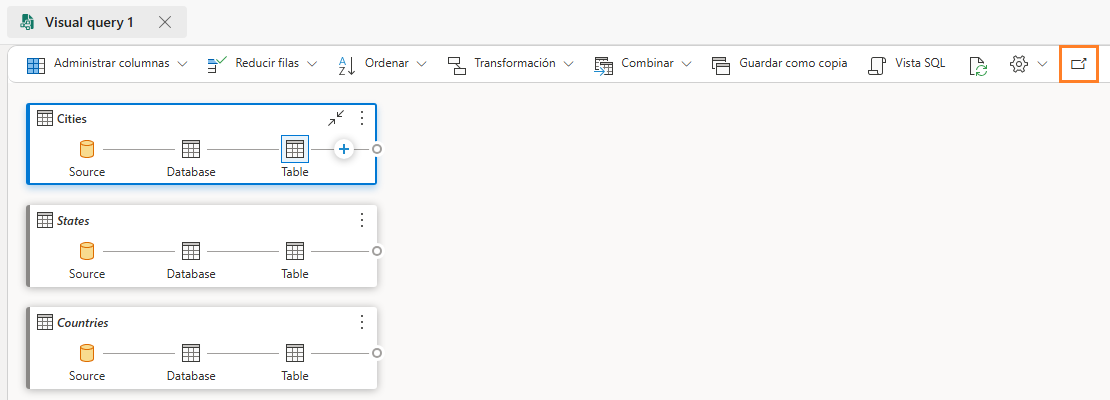 Visual query 1
Administrar columnas Reducir filas Ordenar Transformación Combinar Guardar como copia Vista SQL
Cities
Source Database Table
States
Source Database Table
Countries
Source Database Table